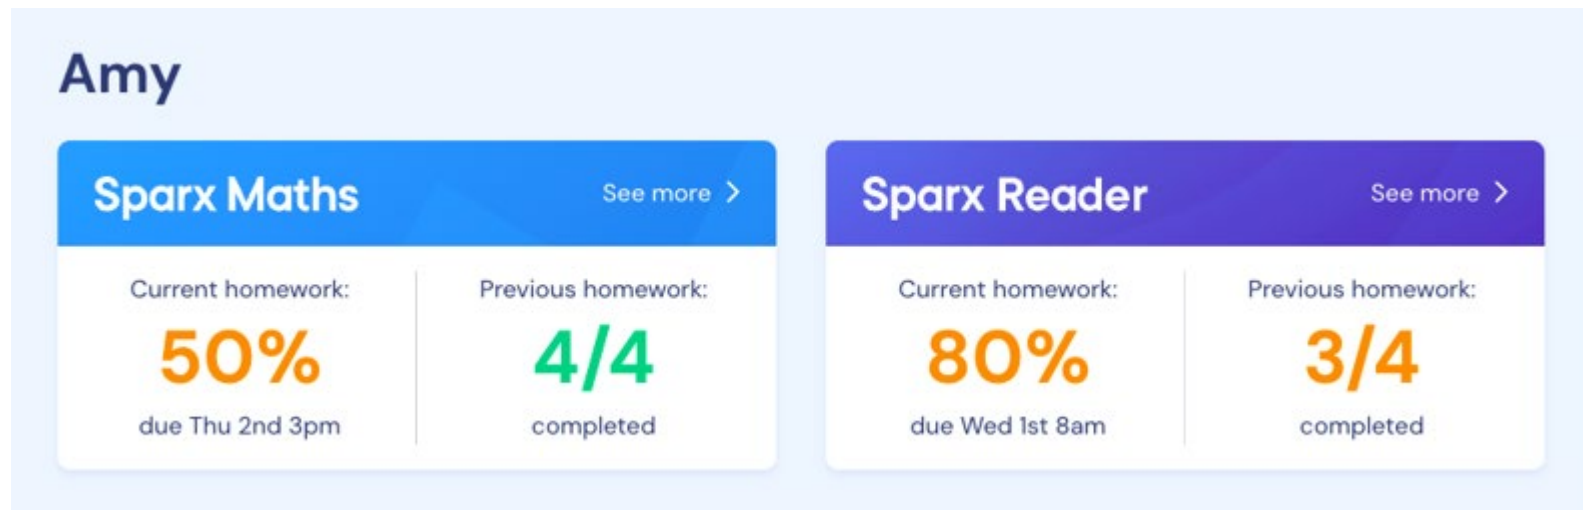 Amy
Sparx Maths
See more
Current homework:
50%
due Thu 2nd 3pm
Previous homework:
4/4
completed
Sparx Reader
See more
Current homework:
80%
due Wed 1st 8am
Previous homework:
3/4
completed